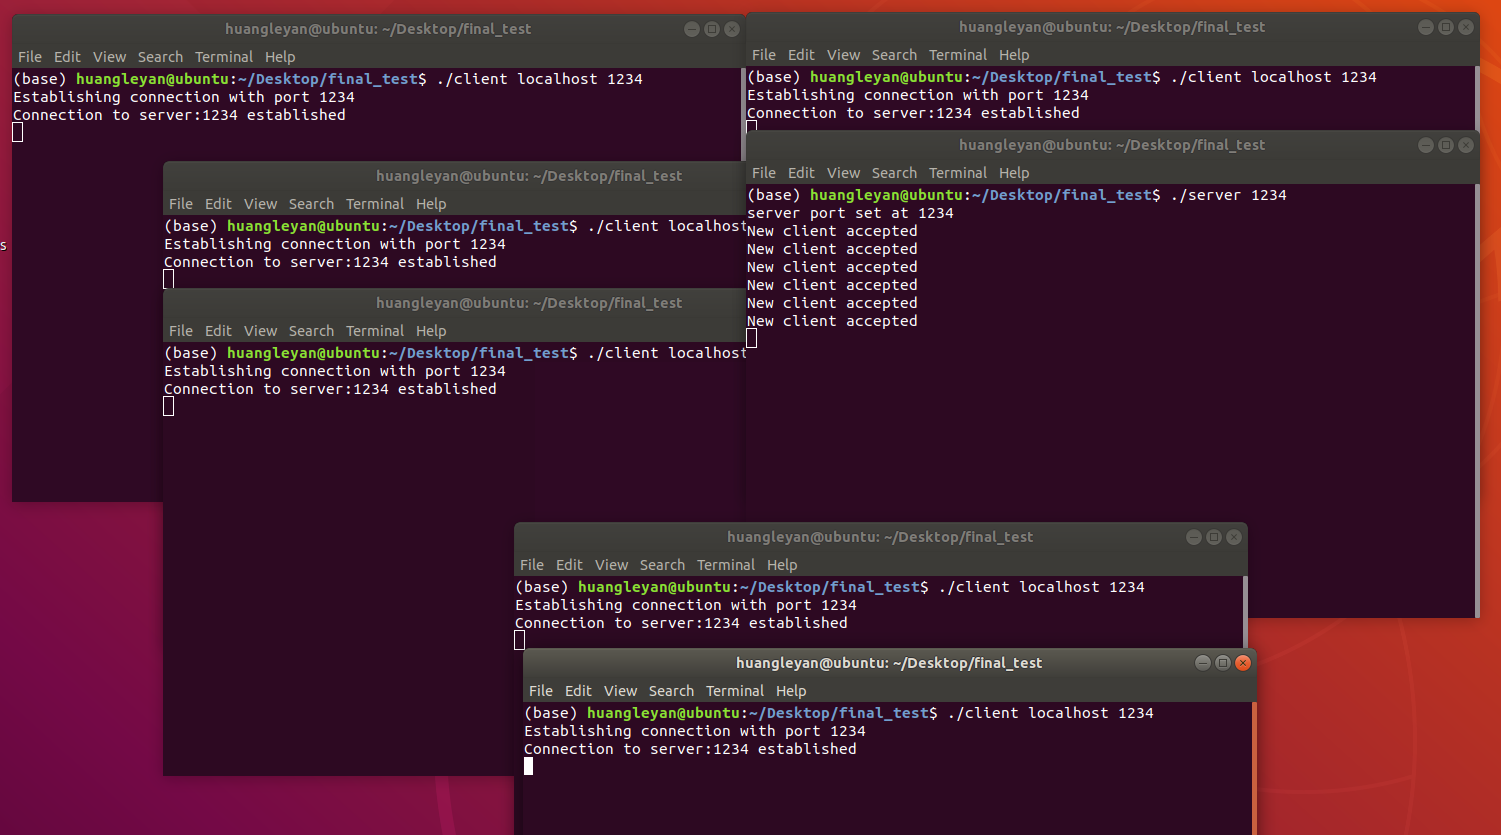 huangleyan@ubuntu: ~/Desktop/final_test
File Edit View Search Terminal Help
(base) huangleyan@ubuntu:~/Desktop/final_test$ ./client localhost 1234
Establishing connection with port 1234
Connection to server:1234 established
huangleyan@ubuntu: ~/Desktop/final_test
File Edit View Search Terminal Help
(base) huangleyan@ubuntu:~/Desktop/final_test$ ./client localhost 1234
Establishing connection with port 1234
Connection to server:1234 established
huangleyan@ubuntu: ~/Desktop/final_test
File Edit View Search Terminal Help
(base) huangleyan@ubuntu:~/Desktop/final_test$ ./server 1234
server port set at 1234
New client accepted
New client accepted
New client accepted
New client accepted
New client accepted
New client accepted
huangleyan@ubuntu: ~/Desktop/final_test
File Edit View Search Terminal Help
(base) huangleyan@ubuntu:~/Desktop/final_test$ ./client localhost
Establishing connection with port 1234
Connection to server:1234 established
s
huangleyan@ubuntu: ~/Desktop/final_test
File Edit View Search Terminal Help
(base) huangleyan@ubuntu:~/Desktop/final_test$ ./client localhost
Establishing connection with port 1234
Connection to server:1234 established
huangleyan@ubuntu: ~/Desktop/final_test
File Edit View Search Terminal Help
(base) huangleyan@ubuntu:~/Desktop/final_test$ ./client localhost 1234
Establishing connection with port 1234
Connection to server:1234 established
huangleyan@ubuntu: ~/Desktop/final_test
File Edit View Search Terminal Help
(base) huangleyan@ubuntu:~/Desktop/final_test$ ./client localhost 1234
Establishing connection with port 1234
Connection to server:1234 established